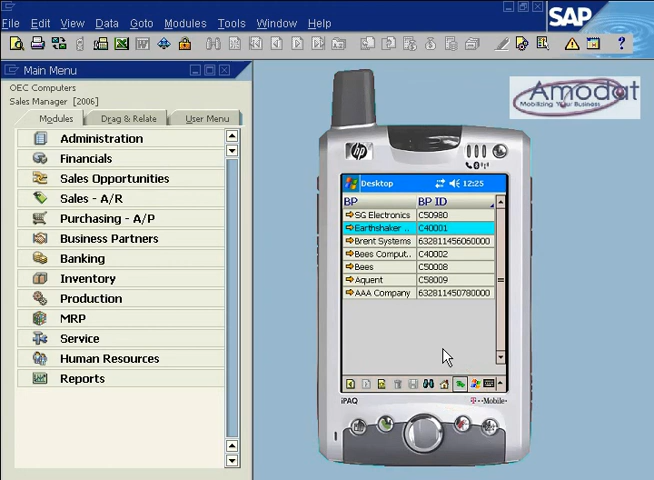 File Edit View Data Goto Modules Tools Window Help
SAP
Main Menu
OEC Computers
Sales Manager [2006]
Modules Drag & Relate User Menu
Administration
Financials
Sales Opportunities
Sales - A/R
Purchasing - A/P
Business Partners
Banking
Inventory
Production
MRP
Service
Human Resources
Reports
Amodat
Mobilizing Your Business
hp
Desktop 12:25
BP BP ID
SG Electronics C50980
Earthshaker .. C40001
Brent Systems 632811456060000
Bees Comput.. C40002
Bees C50008
Aquent C58009
AAA Company 632811450780000
iPAQ T··Mobile·